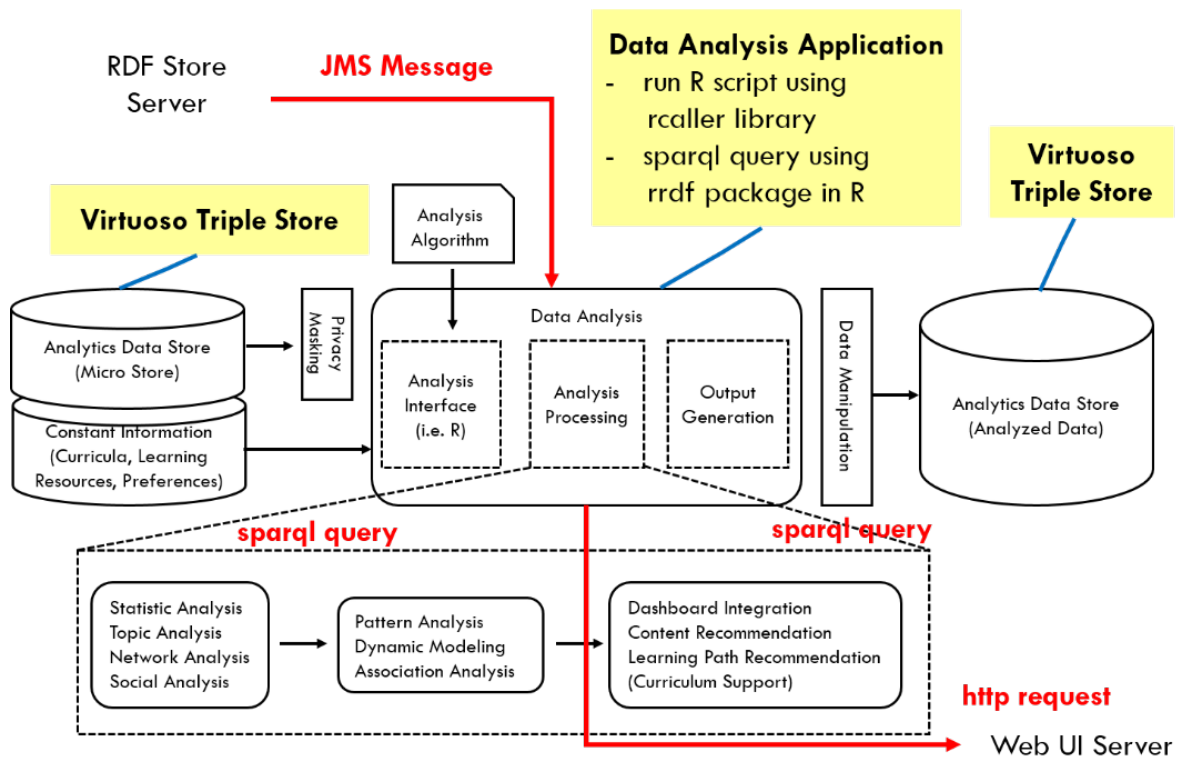 RDF Store
Server
JMS Message
Data Analysis Application
- run R script using
rcaller library
- sparql query using
rrdf package in R
Virtuoso
Triple Store
Virtuoso Triple Store
Analysis
Algorithm
Analytics Data Store
(Micro Store)
Constant Information
(Curricula, Learning
Resources, Preferences)
Privacy
Masking
Data Analysis
Analysis
Interface
(i.e. R)
Analysis
Processing
Output
Generation
Data Manipulation
Analytics Data Store
(Analyzed Data)
sparql query
sparql query
Statistic Analysis
Topic Analysis
Network Analysis
Social Analysis
Pattern Analysis
Dynamic Modeling
Association Analysis
Dashboard Integration
Content Recommendation
Learning Path Recommendation
(Curriculum Support)
http request
Web UI Server